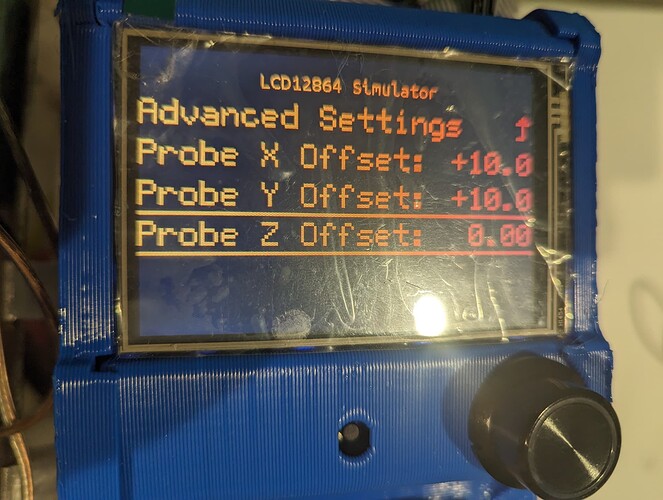 LCD12864 Simulator
Advanced Settings
Probe X Offset: +10.0
Probe Y Offset: +10.0
Probe Z Offset: 0.00